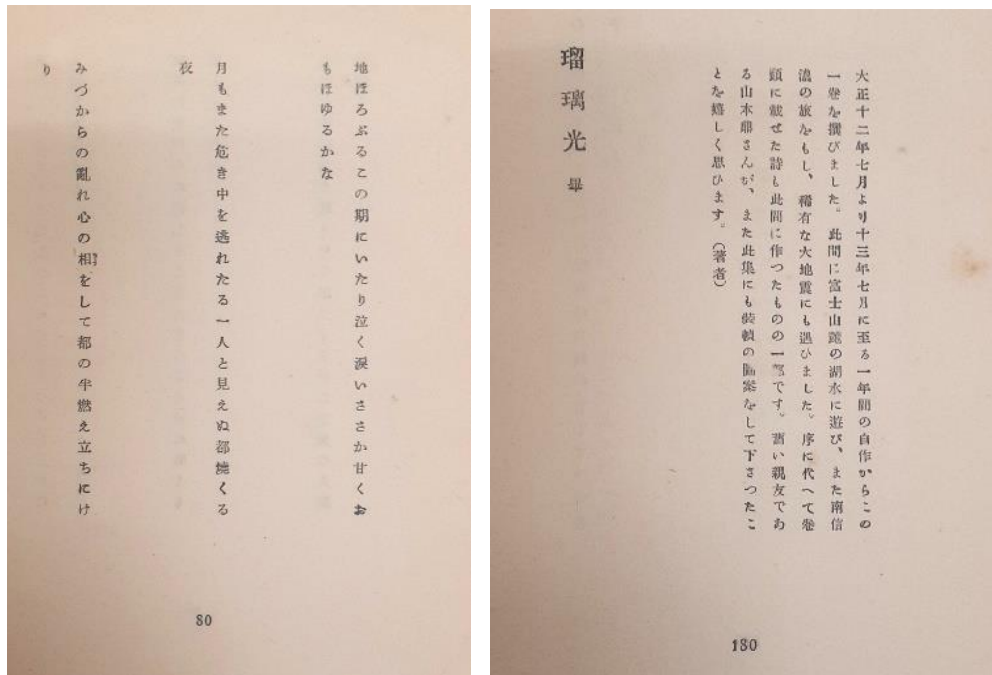 地ほろぶるこの期にいたり泣く涙いささか甘くお
もほゆるかな
月もまた危き中を逃れたる一人と見えぬ都燒くる
夜
みづからの亂れ心の相をして都の半燃え立ちにけ
り
80
大正十二年七月より十三年七月に至る一年間の自作からこの
一卷を撰びました。此間に富士山麓の湖水に遊び、また南信
濃の旅をもし、稀有な大地震にも遇ひました。序に代へて卷
頭に載せた詩も此間に作つたものの一部です。舊い親友であ
る山本鼎さんが、また此集にも裝幀の圖案をして下さつたこ
とを嬉しく思ひます。（著者）
瑠璃光 畢
180